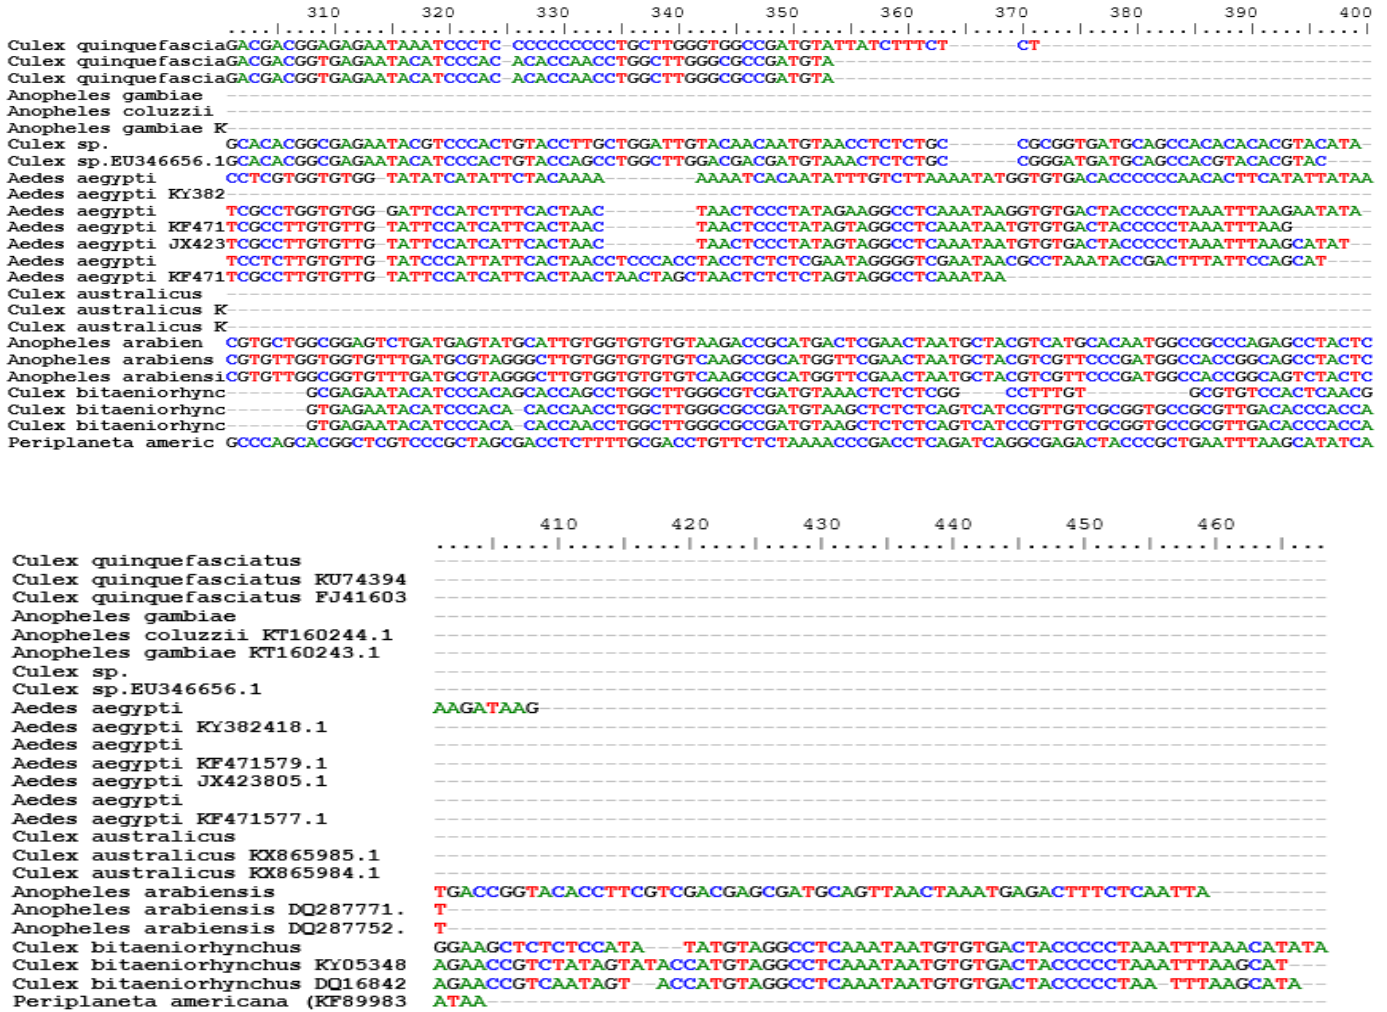 310 320 330 340 350 360 370 380 390 400
Culex quinquefasciaGACGACGGAGAGAATAAATCCCTC CCCCCCCCCCTGCTTGGGTGGCCGATGTATTATCTTTCT------CT
Culex quinquefasciaGACGACGGTGAGAATACATCCCAC ACACCAACCTGGCTTGGGCGCCGATGTA
Culex quinquefasciaGACGACGGTGAGAATACATCCCAC ACACCAACCTGGCTTGGGCGCCGATGTA
Anopheles gambiae
Anopheles coluzzii
Anopheles gambiae K
Culex sp. GCACACGGCGAGAATACGTCCCACTGTACCTTGCTGGATTGTACAACAATGTAACCTCTCTGC------CGCGGTGATGCAGCCACACACACGTACATA
Culex sp.EU346656.1GCACACGGCGAGAATACATCCCACTGTACCAGCCTGGCTTGGACGACGATGTAAACTCTCTGC------CGGGATGATGCAGCCACGTACACGTAC
Aedes aegypti CCTCGTGGTGTGG TATATCATATTCTACAAAA--------AAAATCACAATATTTGTCTTAAAATATGGTGTGACACCCCCCAACACTTCATATTATAA
Aedes aegypti KY382
Aedes aegypti TCGCCTGGTGTGG GATTCCATCTTTCACTAAC--------TAACTCCCTATAGAAGGCCTCAAATAAGGTGTGACTACCCCCTAAATTTAAGAATATA
Aedes aegypti KF471TCGCCTTGTGTTG TATTCCATCATTCACTAAC--------TAACTCCCTATAGTAGGCCTCAAATAATGTGTGACTACCCCCTAAATTTAAG
Aedes aegypti JX423TCGCCTTGTGTTG TATTCCATCATTCACTAAC--------TAACTCCCTATAGTAGGCCTCAAATAATGTGTGACTACCCCCTAAATTTAAGCATAT
Aedes aegypti TCCTCTTGTGTTG TATCCCATTATTCACTAACCTCCCACCTACCTCTCTCGAATAGGGGTCGAATAACGCCTAAATACCGACTTTATTCCAGCAT
Aedes aegypti KF471TCGCCTTGTGTTG TATTCCATCATTCACTAACTAACTAGCTAACTCTCTCTAGTAGGCCTCAAATAA
Culex australicus
Culex australicus K
Culex australicus K
Anopheles arabien CGTGCTGGCGGAGTCTGATGAGTATGCATTGTGGTGTGTGTAAGACCGCATGACTCGAACTAATGCTACGTCATGCACAATGGCCGCCCAGAGCCTACTC
Anopheles arabiens CGTGTTGGTGGTGTTTGATGCGTAGGGCTTGTGGTGTGTGTGTCAAGCCGCATGGTTCGAACTAATGCTACGTCGTTCCCGATGGCCACCGGCAGCCTACTC
Anopheles arabiensiCGTGTTGGCGGTGTTTGATGCGTAGGGCTTGTGGTGTGTGTGTCAAGCCGCATGGTTCGAACTAATGCTACGTCGTTCCCGATGGCCACCGGCAGTCTACTC
Culex bitaeniorhync -------GCGAGAATACATCCCACAGCACCAGCCTGGCTTGGGCGTCGATGTAAACTCTCTCGG----CCTTTGT---------GCGTGTCCACTCAACG
Culex bitaeniorhync -------GTGAGAATACATCCCACA CACCAACCTGGCTTGGGCGCCGATGTAAGCTCTCTCAGTCATCCGTTGTCGCGGTGCCGCGTTGACACCCACCA
Culex bitaeniorhync -------GTGAGAATACATCCCACA CACCAACCTGGCTTGGGCGCCGATGTAAGCTCTCTCAGTCATCCGTTGTCGCGGTGCCGCGTTGACACCCACCA
Periplaneta americ GCCCAGCACGGCTCGTCCCGCTAGCGACCTCTTTTGCGACCTGTTCTCTAAAACCCGACCTCAGATCAGGCGAGACTACCCGCTGAATTTAAGCATATCA
410 420 430 440 450 460
Culex quinquefasciatus
Culex quinquefasciatus KU74394
Culex quinquefasciatus FJ41603
Anopheles gambiae
Anopheles coluzzii KT160244.1
Anopheles gambiae KT160243.1
Culex sp.
Culex sp.EU346656.1
Aedes aegypti AAGATAAG
Aedes aegypti KY382418.1
Aedes aegypti
Aedes aegypti KF471579.1
Aedes aegypti JX423805.1
Aedes aegypti
Aedes aegypti KF471577.1
Culex australicus
Culex australicus KX865985.1
Culex australicus KX865984.1
Anopheles arabiensis TGACCGGTACACCTTCGTCGACGAGCGATGCAGTTAACTAAATGAGACTTTCTCAATTA
Anopheles arabiensis DQ287771. T
Anopheles arabiensis DQ287752. T
Culex bitaeniorhynchus GGAAGCTCTCTCCATA---TATGTAGGCCTCAAATAATGTGTGACTACCCCCTAAATTTAAACATATA
Culex bitaeniorhynchus KY05348 AGAACCGTCTATAGTATACCATGTAGGCCTCAAATAATGTGTGACTACCCCCTAAATTTAAGCAT
Culex bitaeniorhynchus DQ16842 AGAACCGTCAATAGT--ACCATGTAGGCCTCAAATAATGTGTGACTACCCCCTAA TTTAAGCATA
Periplaneta americana (KF89983 ATAA